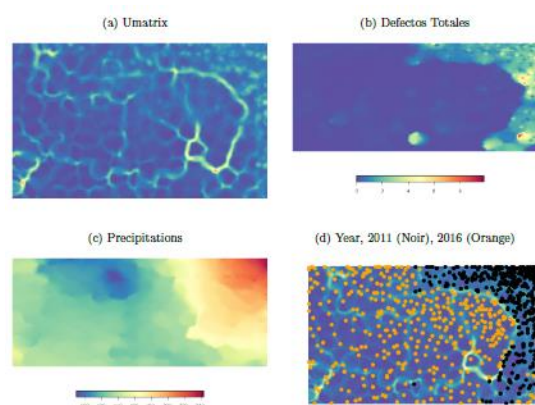 (a) Umatrix
(b) Defectos Totales
(c) Precipitations
(d) Year, 2011 (Noir), 2016 (Orange)